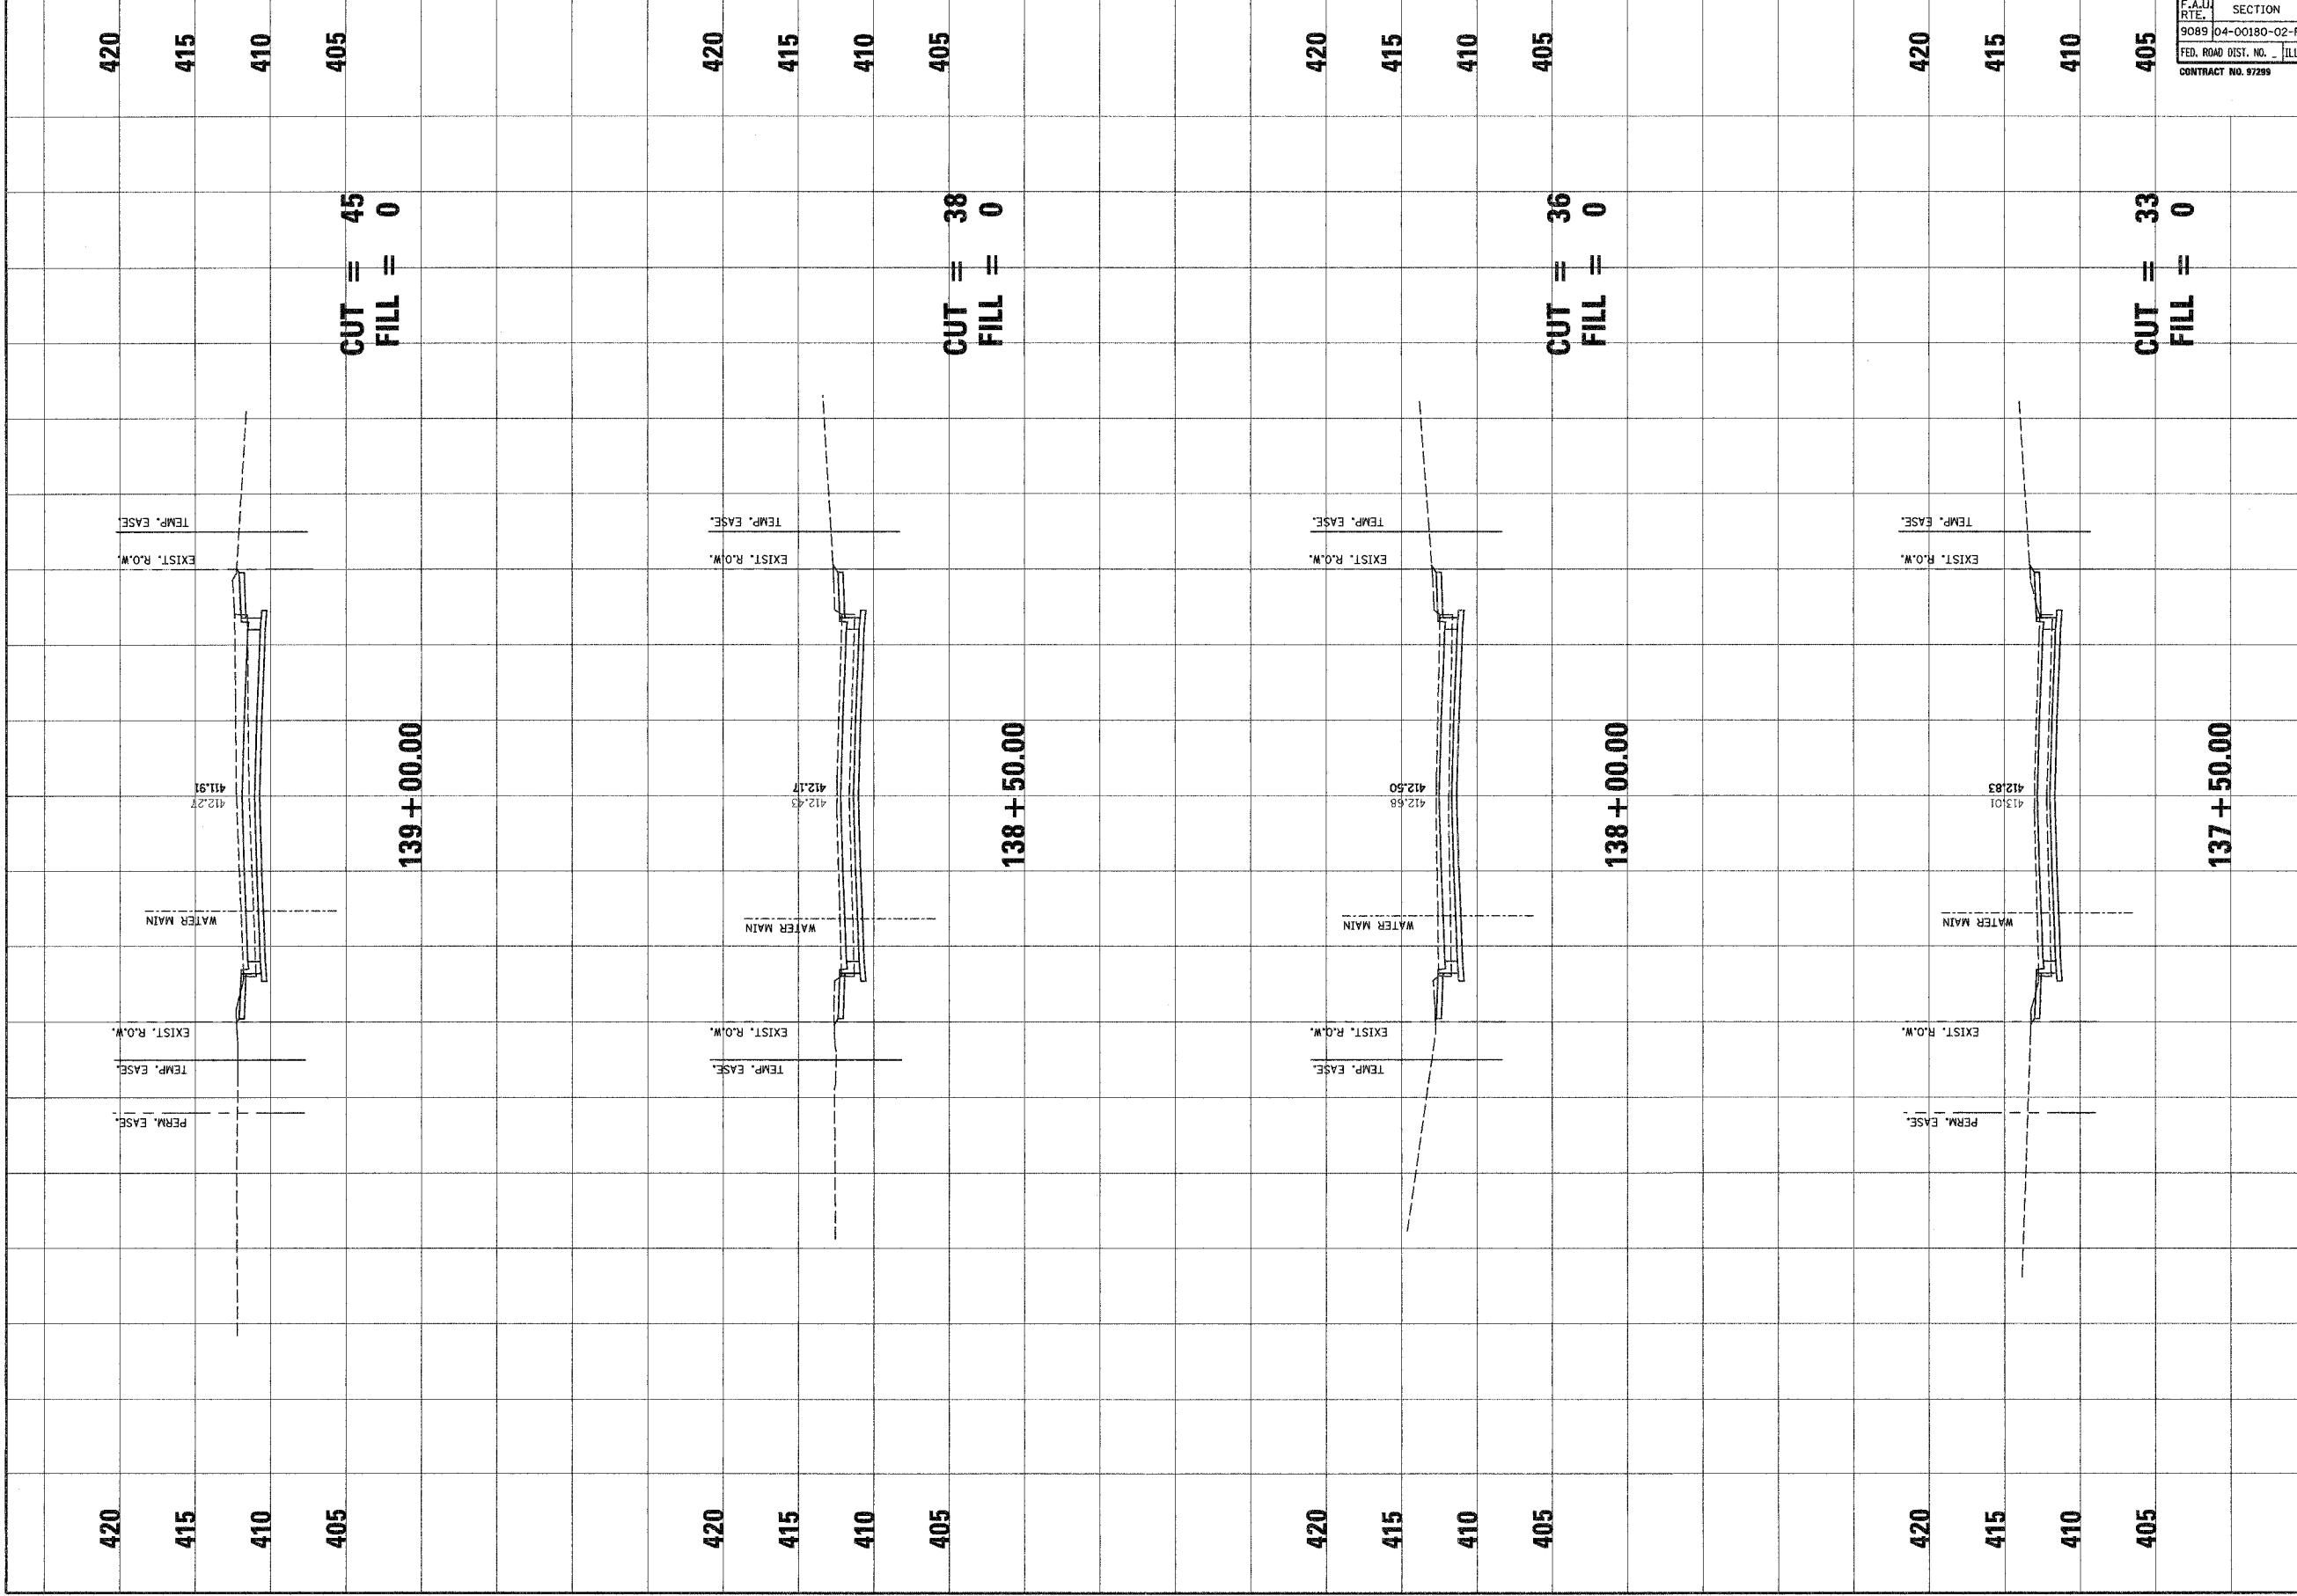 F.A.U. RTE. SECTION
9089 04-00180-02-
FED. ROAD DIST. NO. _ ILL
CONTRACT NO. 97299
420 415 410 405
CUT = 45
FILL = 0
TEMP. EASE.
EXIST. R.O.W.
411.91
412.27
139+00.00
WATER MAIN
EXIST. R.O.W.
TEMP. EASE.
PERM. EASE.
420 415 410 405
420 415 410 405
CUT = 38
FILL = 0
TEMP. EASE.
EXIST. R.O.W.
412.17
412.43
138+50.00
WATER MAIN
EXIST. R.O.W.
TEMP. EASE.
420 415 410 405
420 415 410 405
CUT = 36
FILL = 0
TEMP. EASE.
EXIST. R.O.W.
412.50
412.68
138+00.00
WATER MAIN
EXIST. R.O.W.
TEMP. EASE.
420 415 410 405
420 415 410 405
CUT = 33
FILL = 0
TEMP. EASE.
EXIST. R.O.W.
412.83
413.01
137+50.00
WATER MAIN
EXIST. R.O.W.
PERM. EASE.
420 415 410 405